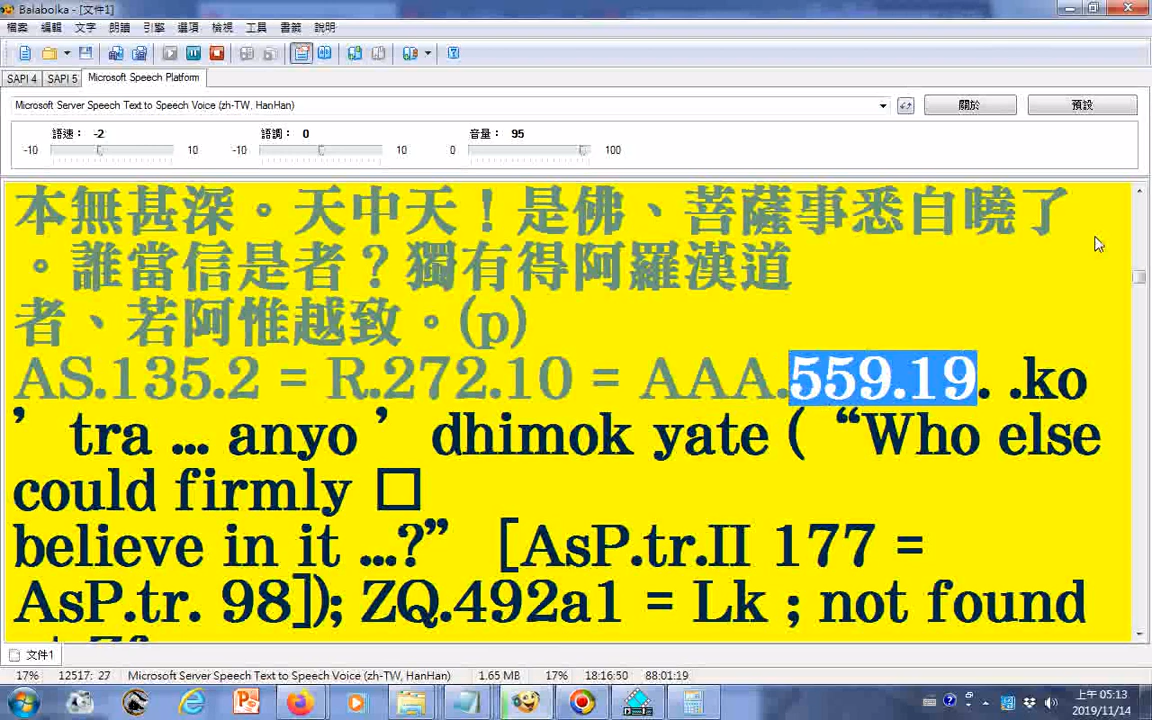 Balabolka - [文件1]
檔案 編輯 文字 朗讀 引擎 選項 檢視 工具 書籤 說明
SAPI 4 SAPI 5 Microsoft Speech Platform
Microsoft Server Speech Text to Speech Voice (zh-TW, HanHan) 關於 預設
語速： -2 語調： 0 音量： 95
-10 10 -10 10 0 100
本無甚深。天中天！是佛、菩薩事悉自曉了
。誰當信是者？獨有得阿羅漢道
者、若阿惟越致。(p)
AS.135.2 = R.272.10 = AAA.559.19. .ko
’ tra ... anyo ’ dhimok yate ( “Who else
could firmly □
believe in it ...?” [AsP.tr.II 177 =
AsP.tr. 98]); ZQ.492a1 = Lk ; not found
文件1
17% 12517: 27 Microsoft Server Speech Text to Speech Voice (zh-TW, HanHan) 1.65 MB 17% 18:16:50 88:01:19
上午 05:13
2019/11/14